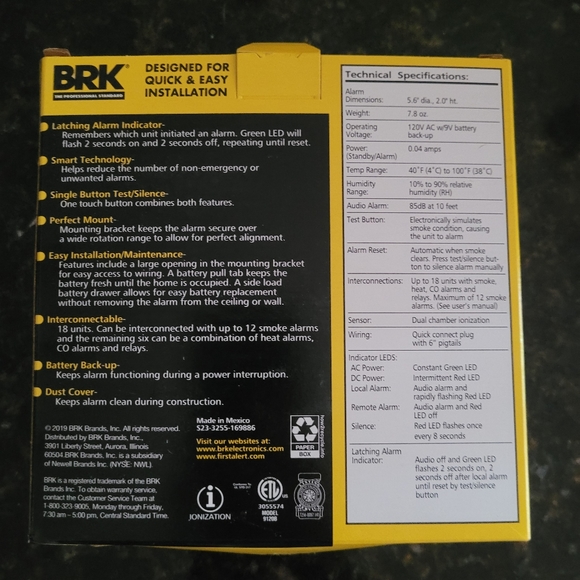 BRK®
THE PROFESSIONAL STANDARD
DESIGNED FOR
QUICK & EASY
INSTALLATION
Latching Alarm Indicator-
Remembers which unit initiated an alarm. Green LED will
flash 2 seconds on and 2 seconds off, repeating until reset.
Smart Technology-
Helps reduce the number of non-emergency or
unwanted alarms.
Single Button Test/Silence-
One touch button combines both features.
Perfect Mount-
Mounting bracket keeps the alarm secure over
a wide rotation range to allow for perfect alignment.
Easy Installation/Maintenance-
Features include a large opening in the mounting bracket
for easy access to wiring. A battery pull tab keeps the
battery fresh until the home is occupied. A side load
battery drawer allows for easy battery replacement
without removing the alarm from the ceiling or wall.
Interconnectable-
18 units. Can be interconnected with up to 12 smoke alarms
and the remaining six can be a combination of heat alarms,
CO alarms and relays.
Battery Back-up-
Keeps alarm functioning during a power interruption.
Dust Cover-
Keeps alarm clean during construction.
© 2019 BRK Brands, Inc. All rights reserved.
Distributed by BRK Brands, Inc.,
3901 Liberty Street, Aurora, Illinois
60504 BRK Brands, Inc. is a subsidiary
of Newell Brands Inc. (NYSE: NWL)
BRK is a registered trademark of the BRK
Brands Inc. To obtain warranty service,
contact the Customer Service Team at
1-800-323-9005, Monday through Friday,
7:30 am - 5:00 pm, Central Standard Time.
Made in Mexico
S23-3255-169886
Visit our websites at:
www.brkelectronics.com
www.firstalert.com
PAPER
BOX
how2recycle.info
IONIZATION
ETL
US
3055574
MODEL
9120B
Technical Specifications:
Alarm
Dimensions: 5.6" dia., 2.0" ht.
Weight: 7.8 oz.
Operating 120V AC w/9V battery
Voltage: back-up
Power: 0.04 amps
(Standby/Alarm)
Temp Range: 40˚F (4˚C) to 100˚F (38˚C)
Humidity 10% to 90% relative
Range: humidity (RH)
Audio Alarm: 85dB at 10 feet
Test Button: Electronically simulates
smoke condition, causing
the unit to alarm
Alarm Reset: Automatic when smoke
clears. Press test/silence but-
ton to silence alarm manually
Interconnections: Up to 18 units with smoke,
heat, CO alarms and
relays. Maximum of 12 smoke
alarms. (See user's manual)
Sensor: Dual chamber ionization
Wiring: Quick connect plug
with 6" pigtails
Indicator LEDS:
AC Power: Constant Green LED
DC Power: Intermittent Red LED
Local Alarm: Audio alarm and
rapidly flashing Red LED
Remote Alarm: Audio alarm and Red
LED off
Silence: Red LED flashes once
every 8 seconds
Latching Alarm Audio off and Green LED
Indicator: flashes 2 seconds on, 2
seconds off after local alarm
until reset by test/silence
button